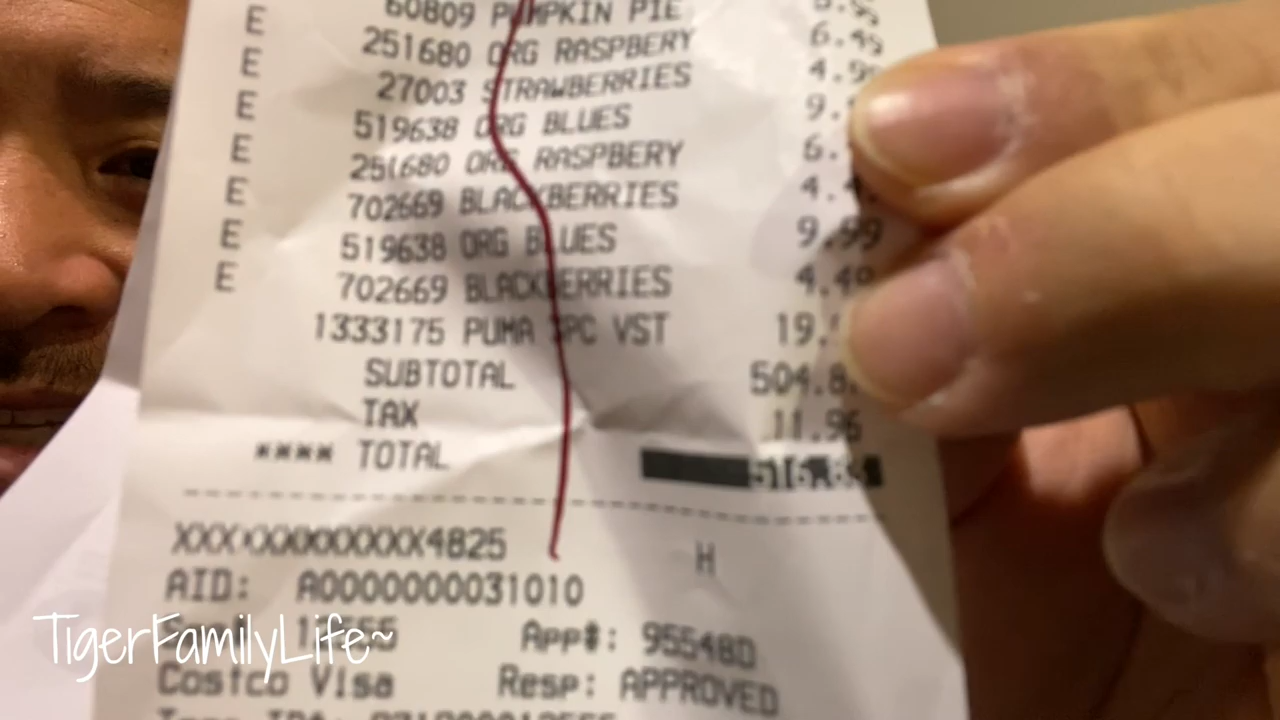 E 60809 PUMPKIN PIE
E 251680 ORG RASPBERY 6.49
E 27003 STRAWBERRIES
E 519638 ORG BLUES
E 251680 ORG RASPBERY
E 702669 BLACKBERRIES
E 519638 ORG BLUES 9.99
702669 BLACKBERRIES 4.49
1333175 PUMA VST
SUBTOTAL
TAX 11.96
**** TOTAL
XXXXXXXXXXXX4825 H
AID: A0000000031010
App#: 95548D
TigerFamilyLife~
Costco Visa Resp: APPROVED